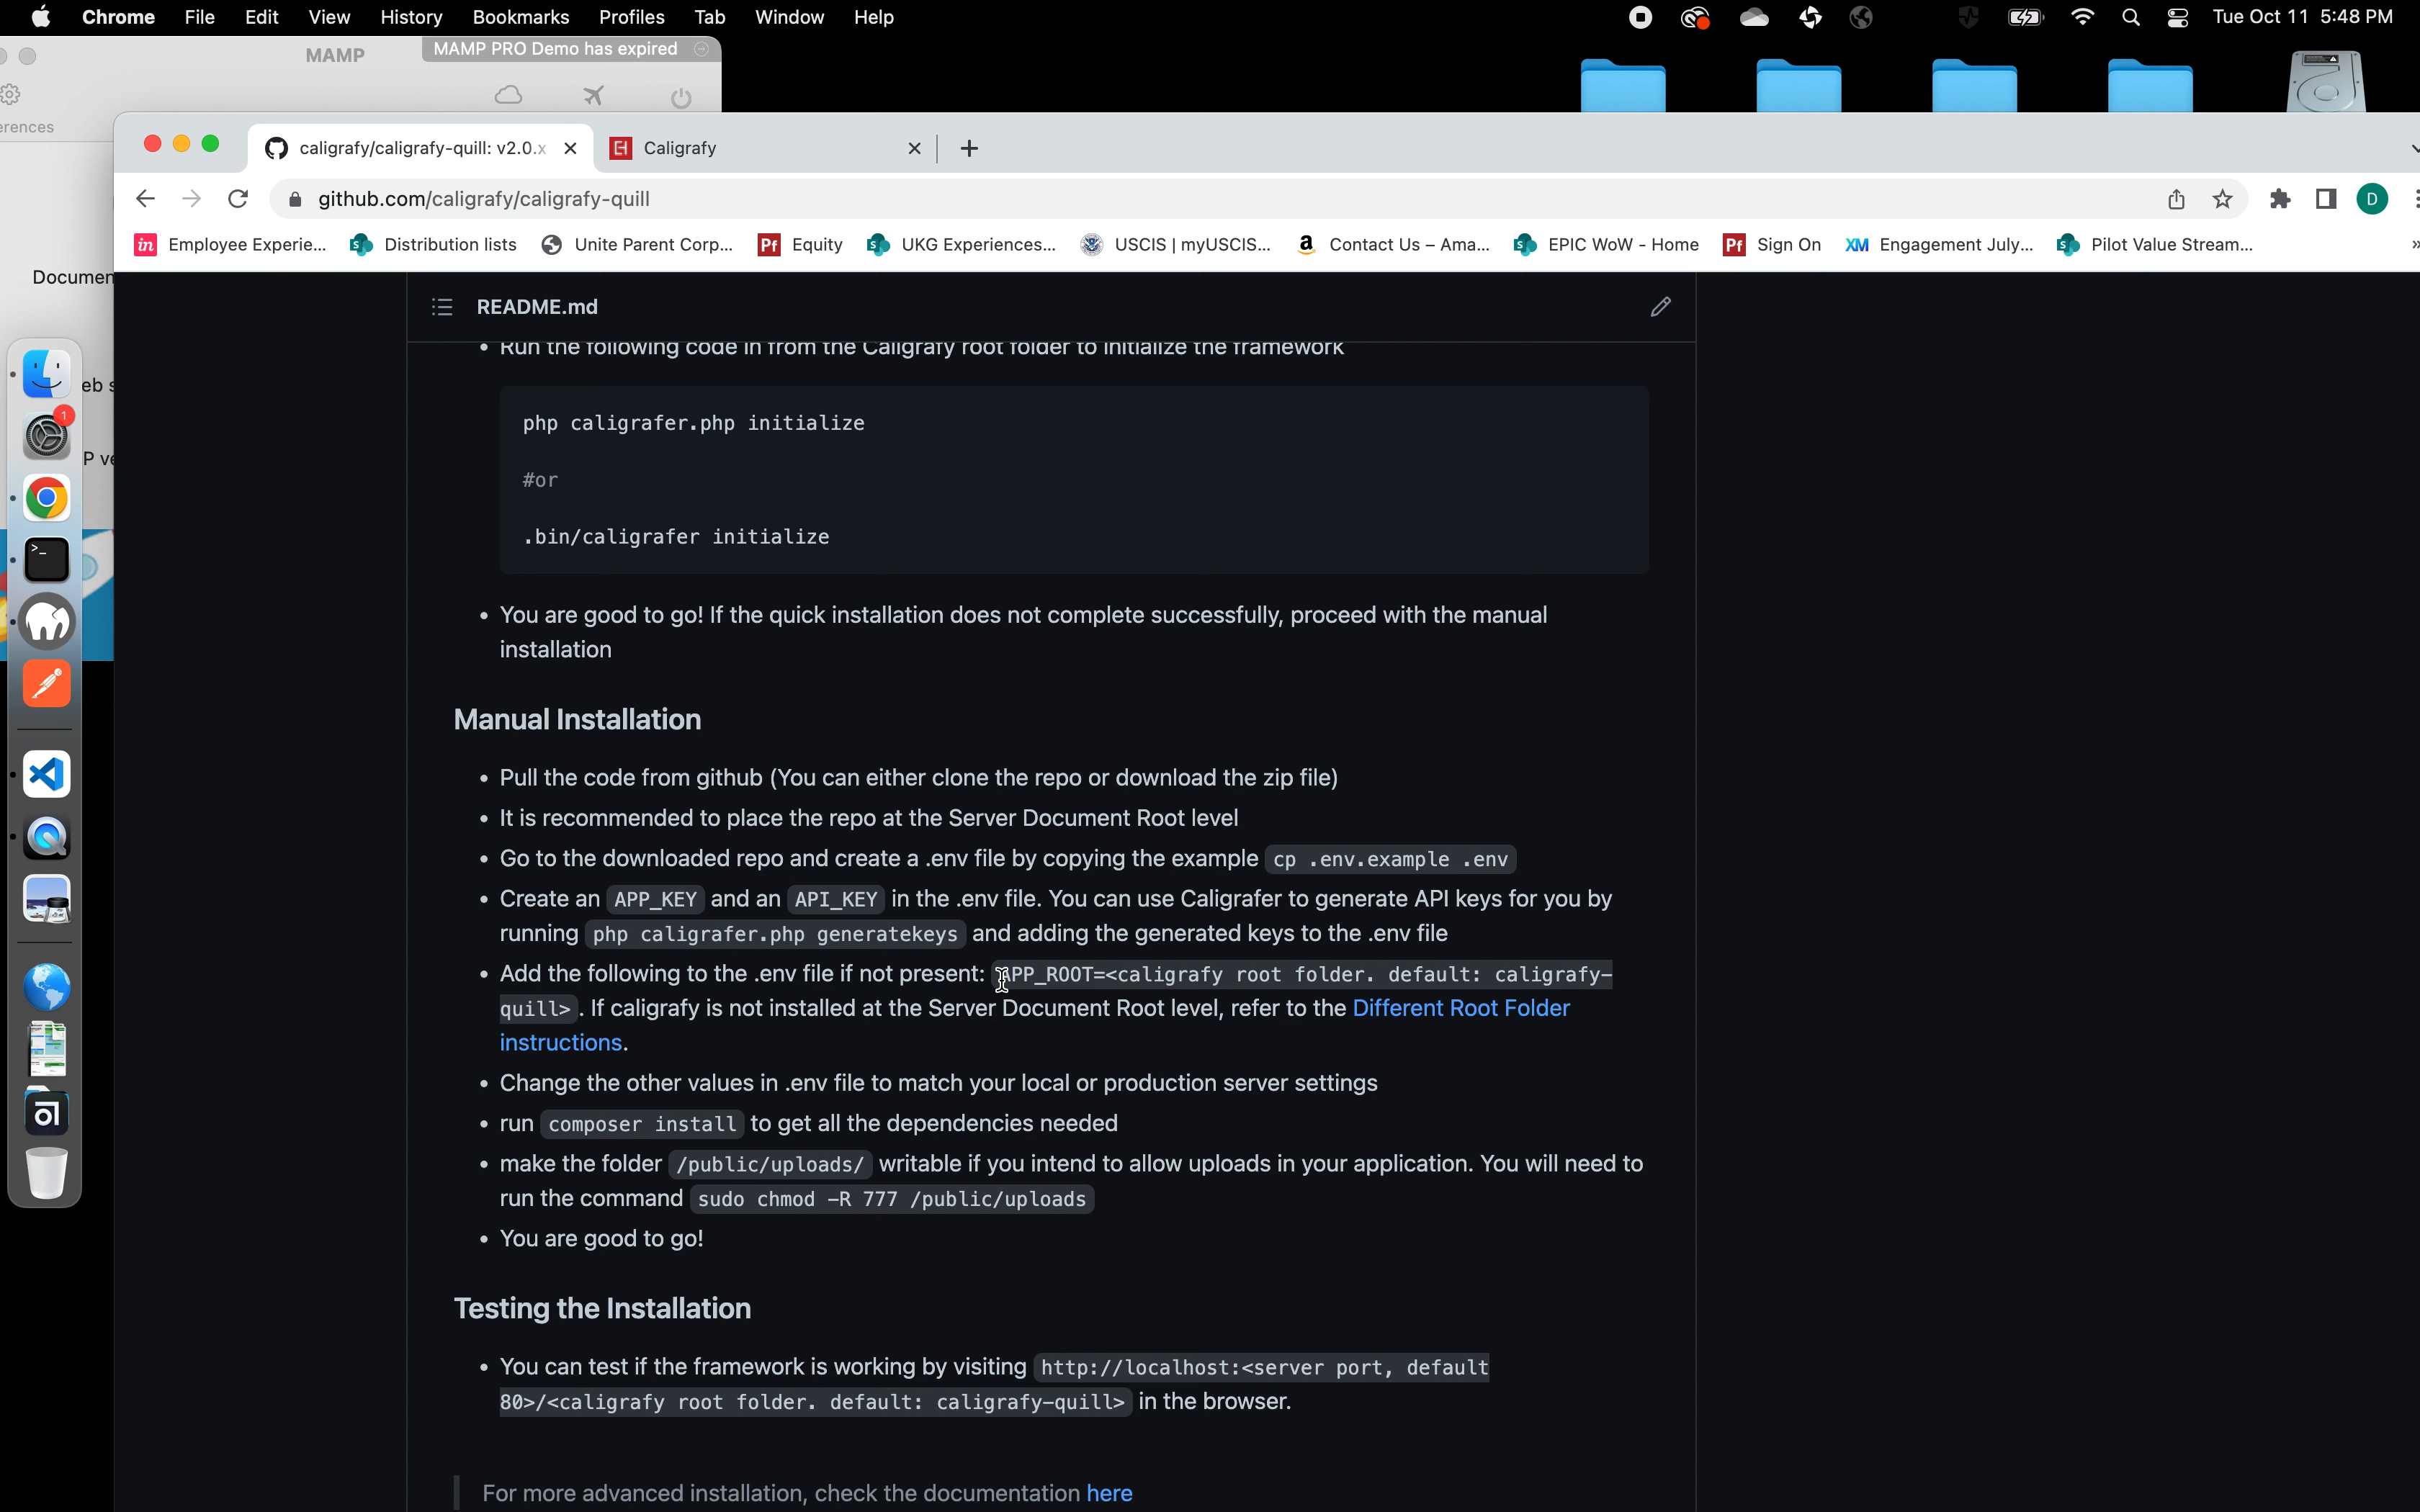 Chrome File Edit View History Bookmarks Profiles Tab Window Help Tue Oct 11 5:48 PM
MAMP MAMP PRO Demo has expired
erences
caligrafy/caligrafy-quill: v2.0.x Caligrafy
github.com/caligrafy/caligrafy-quill D
in Employee Experie... Distribution lists Unite Parent Corp... Pf Equity UKG Experiences... USCIS | myUSCIS... a Contact Us – Ama... EPIC WoW - Home Pf Sign On XM Engagement July... Pilot Value Stream... »
Documen
README.md
• Run the following code in from the Caligrafy root folder to initialize the framework
eb s
php caligrafer.php initialize
1
P ve
#or
.bin/caligrafer initialize
• You are good to go! If the quick installation does not complete successfully, proceed with the manual
installation
Manual Installation
• Pull the code from github (You can either clone the repo or download the zip file)
• It is recommended to place the repo at the Server Document Root level
• Go to the downloaded repo and create a .env file by copying the example cp .env.example .env
• Create an APP_KEY and an API_KEY in the .env file. You can use Caligrafer to generate API keys for you by
running php caligrafer.php generatekeys and adding the generated keys to the .env file
• Add the following to the .env file if not present: APP_ROOT=<caligrafy root folder. default: caligrafy-
quill> . If caligrafy is not installed at the Server Document Root level, refer to the Different Root Folder
instructions.
• Change the other values in .env file to match your local or production server settings
• run composer install to get all the dependencies needed
• make the folder /public/uploads/ writable if you intend to allow uploads in your application. You will need to
run the command sudo chmod -R 777 /public/uploads
• You are good to go!
Testing the Installation
• You can test if the framework is working by visiting http://localhost:<server port, default
80>/<caligrafy root folder. default: caligrafy-quill> in the browser.
For more advanced installation, check the documentation here